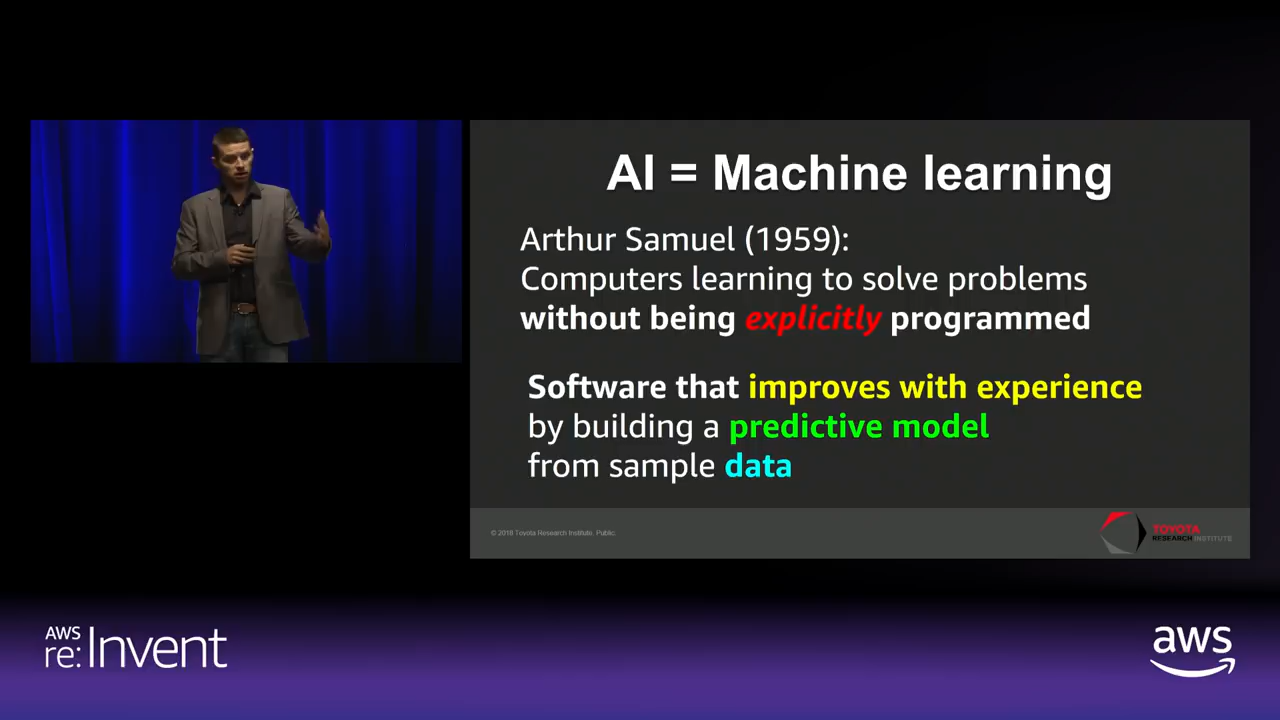 AI = Machine learning
Arthur Samuel (1959):
Computers learning to solve problems
without being explicitly programmed
Software that improves with experience
by building a predictive model
from sample data
© 2018 Toyota Research Institute. Public.
TOYOTA
RESEARCH INSTITUTE
AWS
re:Invent
aws